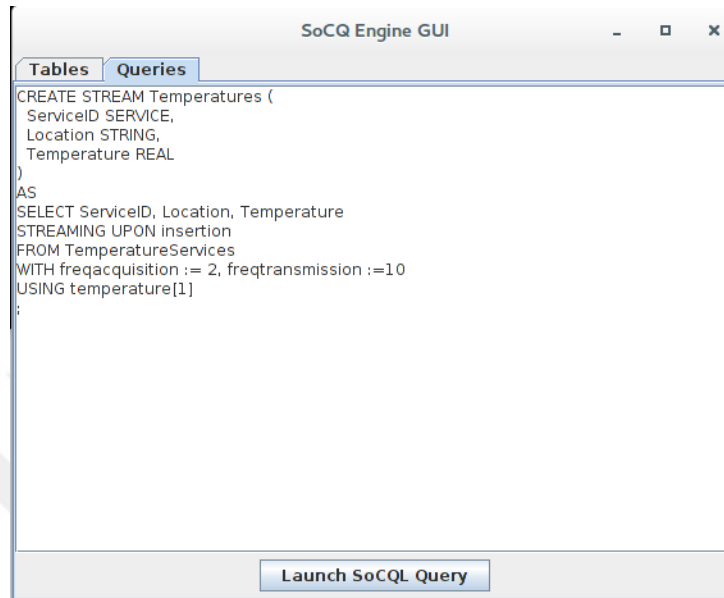 SoCQ Engine GUI
Tables Queries
CREATE STREAM Temperatures (
ServiceID SERVICE,
Location STRING,
Temperature REAL
)
AS
SELECT ServiceID, Location, Temperature
STREAMING UPON insertion
FROM TemperatureServices
WITH freqacquisition := 2, freqtransmission :=10
USING temperature[1]
;
Launch SoCQL Query